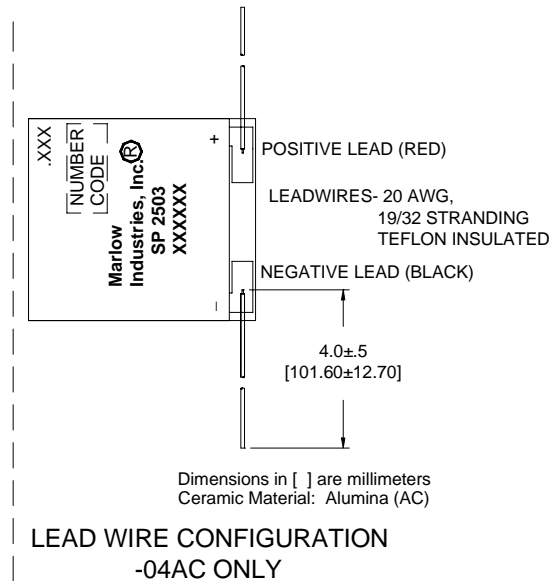 .XXX
NUMBER
CODE
Marlow
Industries, Inc.®
SP 2503
XXXXXX
+
−
POSITIVE LEAD (RED)
LEADWIRES- 20 AWG,
19/32 STRANDING
TEFLON INSULATED
NEGATIVE LEAD (BLACK)
4.0±.5
[101.60±12.70]
Dimensions in [ ] are millimeters
Ceramic Material: Alumina (AC)
LEAD WIRE CONFIGURATION
-04AC ONLY